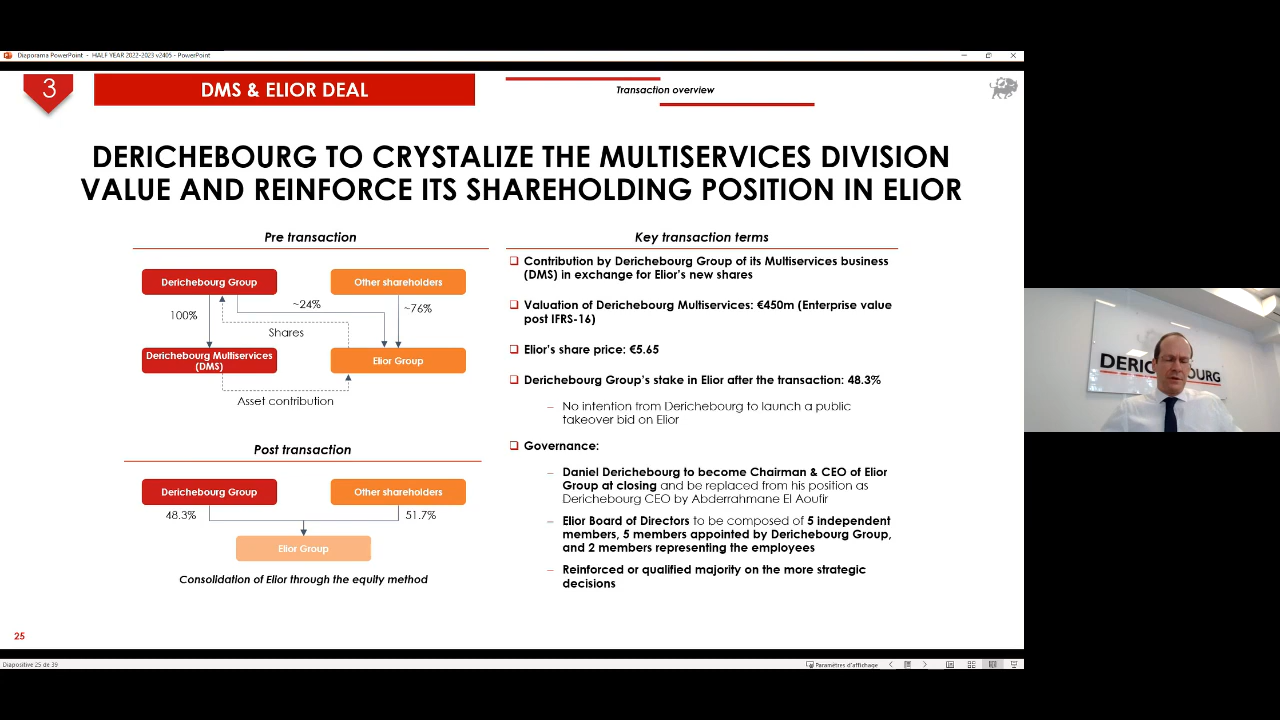 Diaporama PowerPoint - HALF YEAR 2022-2023 v2405 - PowerPoint
3
DMS & ELIOR DEAL
Transaction overview
DERICHEBOURG TO CRYSTALIZE THE MULTISERVICES DIVISION
VALUE AND REINFORCE ITS SHAREHOLDING POSITION IN ELIOR
Pre transaction
Derichebourg Group
Other shareholders
100%
~24%
~76%
Shares
Derichebourg Multiservices
(DMS)
Elior Group
Asset contribution
Post transaction
Derichebourg Group
Other shareholders
48.3%
51.7%
Elior Group
Consolidation of Elior through the equity method
Key transaction terms
Contribution by Derichebourg Group of its Multiservices business
(DMS) in exchange for Elior's new shares
Valuation of Derichebourg Multiservices: €450m (Enterprise value
post IFRS-16)
Elior's share price: €5.65
Derichebourg Group's stake in Elior after the transaction: 48.3%
– No intention from Derichebourg to launch a public
takeover bid on Elior
Governance:
– Daniel Derichebourg to become Chairman & CEO of Elior
Group at closing and be replaced from his position as
Derichebourg CEO by Abderrahmane El Aoufir
– Elior Board of Directors to be composed of 5 independent
members, 5 members appointed by Derichebourg Group,
and 2 members representing the employees
– Reinforced or qualified majority on the more strategic
decisions
25
Diapositive 25 de 39
Paramètres d'affichage